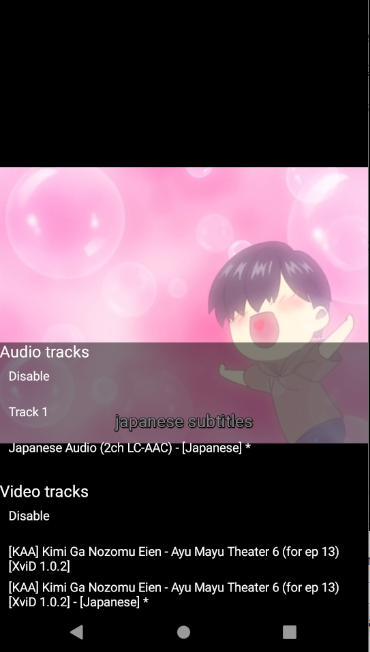 Audio tracks
Disable
Track 1
japanese subtitles
Japanese Audio (2ch LC-AAC) - [Japanese] *
Video tracks
Disable
[KAA] Kimi Ga Nozomu Eien - Ayu Mayu Theater 6 (for ep 13)
[XviD 1.0.2]
[KAA] Kimi Ga Nozomu Eien - Ayu Mayu Theater 6 (for ep 13)
[XviD 1.0.2] - [Japanese] *